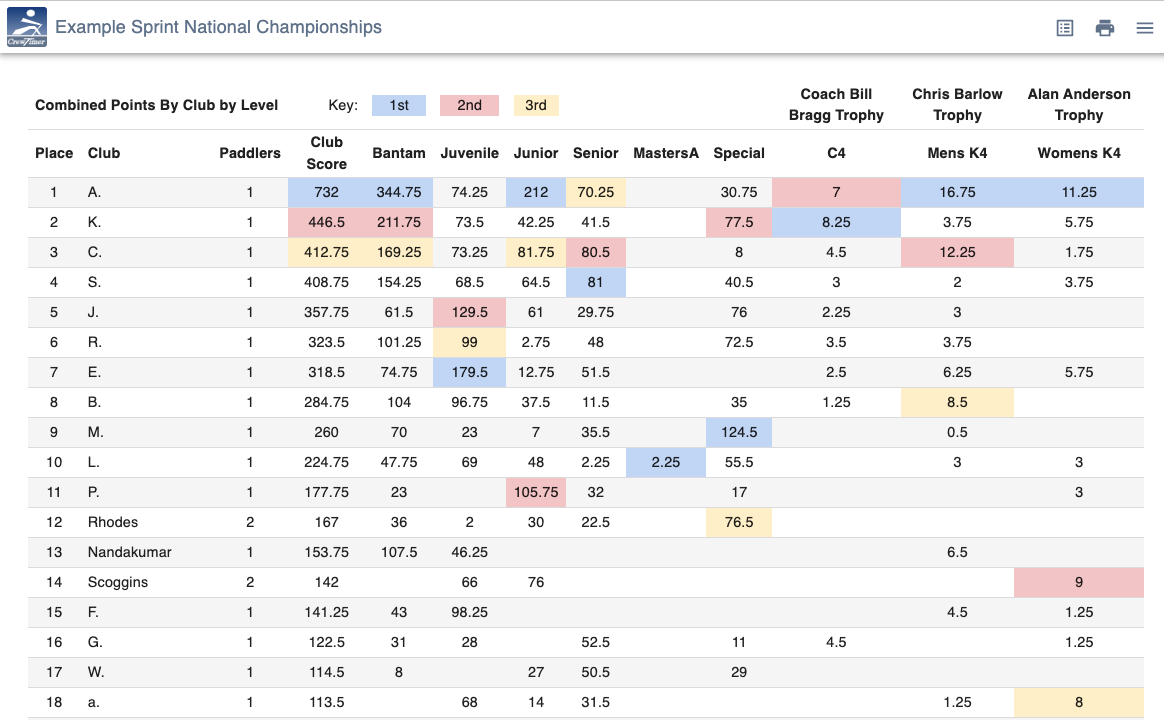 CrewTimer
Example Sprint National Championships
Combined Points By Club by Level Key: 1st 2nd 3rd Coach Bill Bragg Trophy Chris Barlow Trophy Alan Anderson Trophy
Place Club Paddlers Club Score Bantam Juvenile Junior Senior MastersA Special C4 Mens K4 Womens K4
1 A. 1 732 344.75 74.25 212 70.25 30.75 7 16.75 11.25
2 K. 1 446.5 211.75 73.5 42.25 41.5 77.5 8.25 3.75 5.75
3 C. 1 412.75 169.25 73.25 81.75 80.5 8 4.5 12.25 1.75
4 S. 1 408.75 154.25 68.5 64.5 81 40.5 3 2 3.75
5 J. 1 357.75 61.5 129.5 61 29.75 76 2.25 3
6 R. 1 323.5 101.25 99 2.75 48 72.5 3.5 3.75
7 E. 1 318.5 74.75 179.5 12.75 51.5 2.5 6.25 5.75
8 B. 1 284.75 104 96.75 37.5 11.5 35 1.25 8.5
9 M. 1 260 70 23 7 35.5 124.5 0.5
10 L. 1 224.75 47.75 69 48 2.25 2.25 55.5 3 3
11 P. 1 177.75 23 105.75 32 17 3
12 Rhodes 2 167 36 2 30 22.5 76.5
13 Nandakumar 1 153.75 107.5 46.25 6.5
14 Scoggins 2 142 66 76 9
15 F. 1 141.25 43 98.25 4.5 1.25
16 G. 1 122.5 31 28 52.5 11 4.5 1.25
17 W. 1 114.5 8 27 50.5 29
18 a. 1 113.5 68 14 31.5 1.25 8